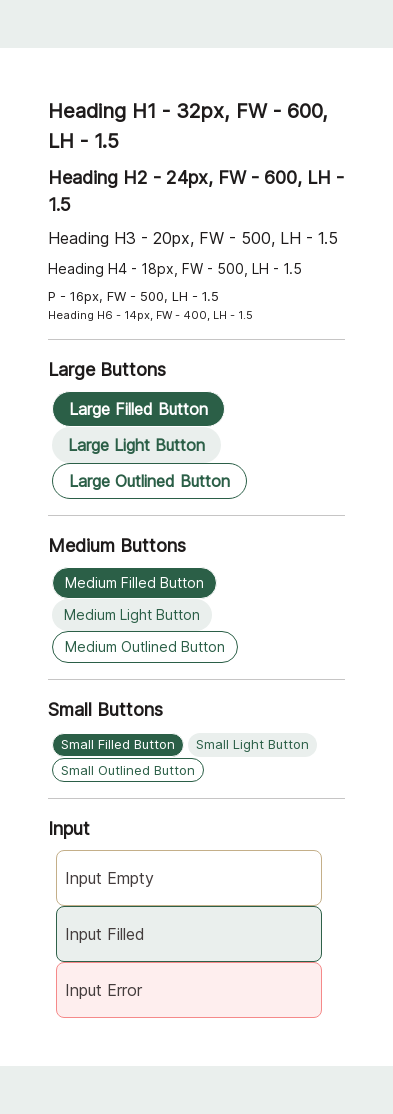 Heading H1 - 32px, FW - 600,
LH - 1.5
Heading H2 - 24px, FW - 600, LH -
1.5
Heading H3 - 20px, FW - 500, LH - 1.5
Heading H4 - 18px, FW - 500, LH - 1.5
P - 16px, FW - 500, LH - 1.5
Heading H6 - 14px, FW - 400, LH - 1.5
Large Buttons
Large Filled Button
Large Light Button
Large Outlined Button
Medium Buttons
Medium Filled Button
Medium Light Button
Medium Outlined Button
Small Buttons
Small Filled Button Small Light Button
Small Outlined Button
Input
Input Empty
Input Filled
Input Error